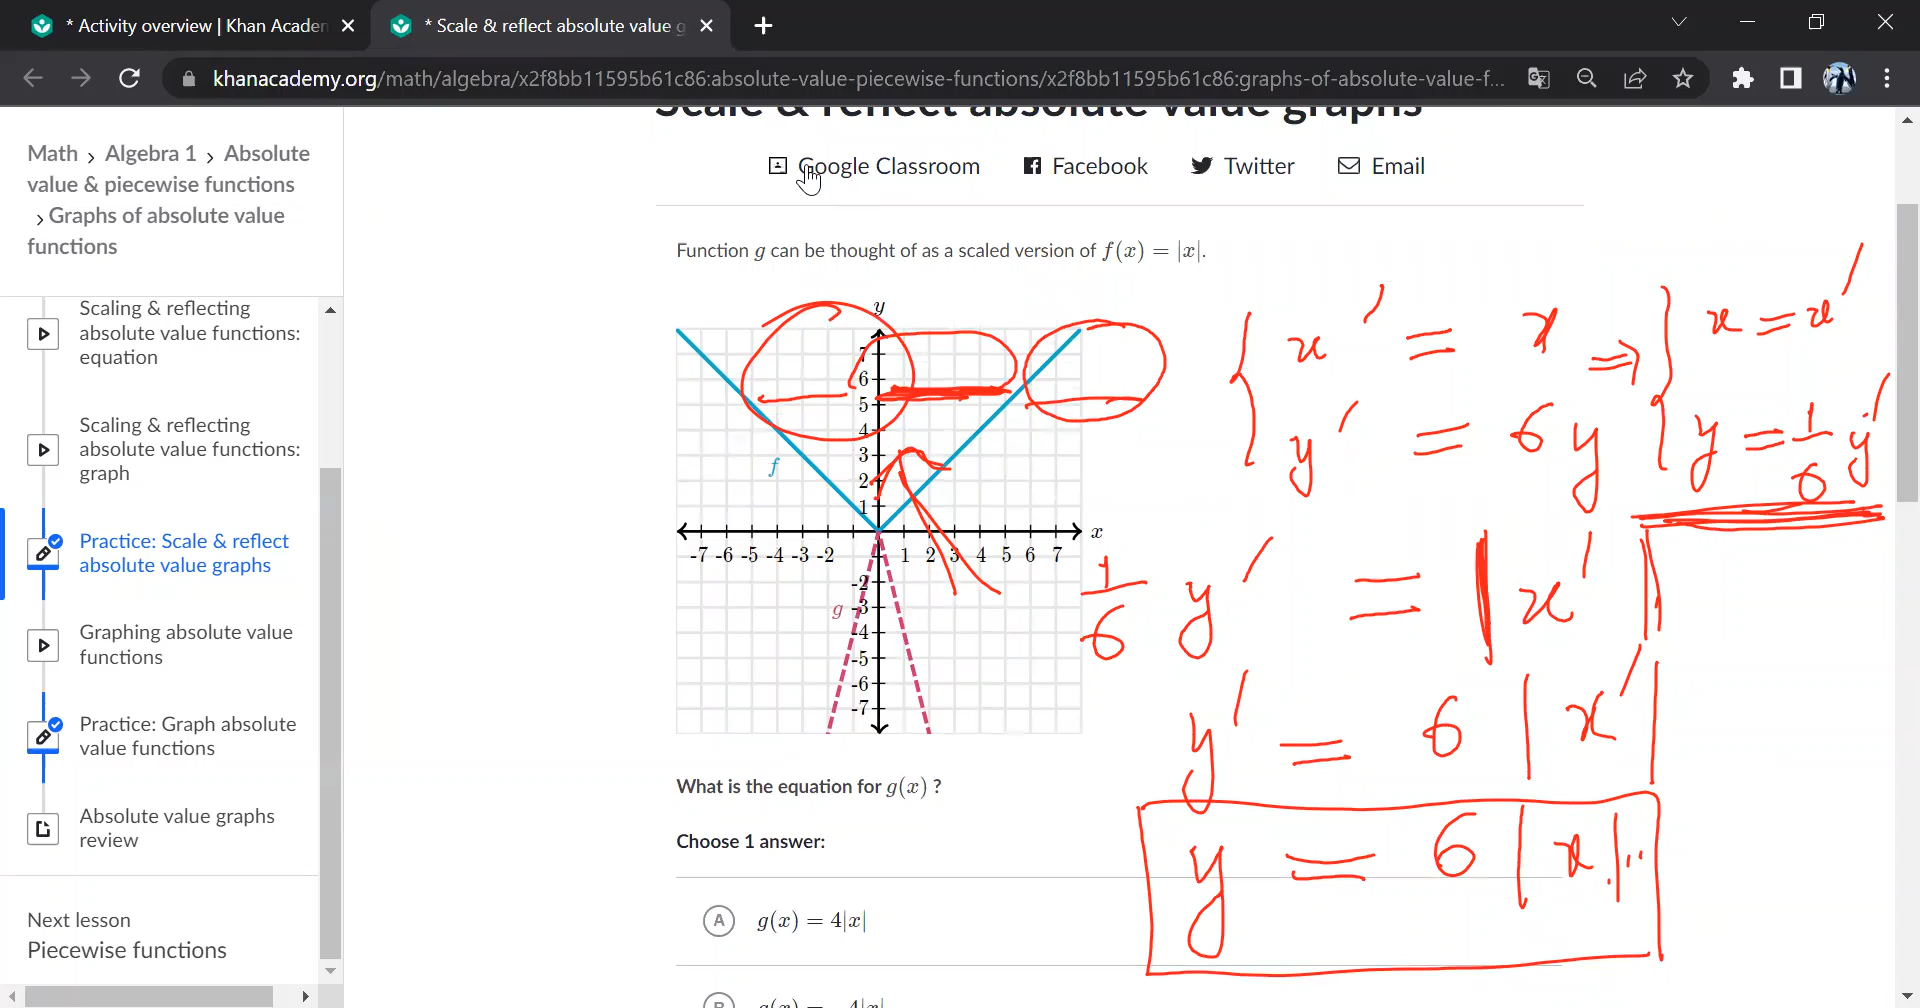 * Activity overview | Khan Academ
* Scale & reflect absolute value g
khanacademy.org/math/algebra/x2f8bb11595b61c86:absolute-value-piecewise-functions/x2f8bb11595b61c86:graphs-of-absolute-value-f...
Scale & reflect absolute value graphs
Google Classroom Facebook Twitter Email
Math > Algebra 1 > Absolute
value & piecewise functions
> Graphs of absolute value
functions
Scaling & reflecting
absolute value functions:
equation
Scaling & reflecting
absolute value functions:
graph
Practice: Scale & reflect
absolute value graphs
Graphing absolute value
functions
Practice: Graph absolute
value functions
Absolute value graphs
review
Next lesson
Piecewise functions
Function g can be thought of as a scaled version of f(x) = |x|.
y
7
6
5
4
3
2
1
f
x
-7 -6 -5 -4 -3 -2 1 2 3 4 5 6 7
-2
-3
-4
-5
-6
-7
g
What is the equation for g(x) ?
Choose 1 answer:
A g(x) = 4|x|
B g(x) = -4|x|
x' = x ⇒ x = x'
y' = 6y y = 1/6 y'
1/6 y' = |x'|
y' = 6|x'|
y = 6|x|